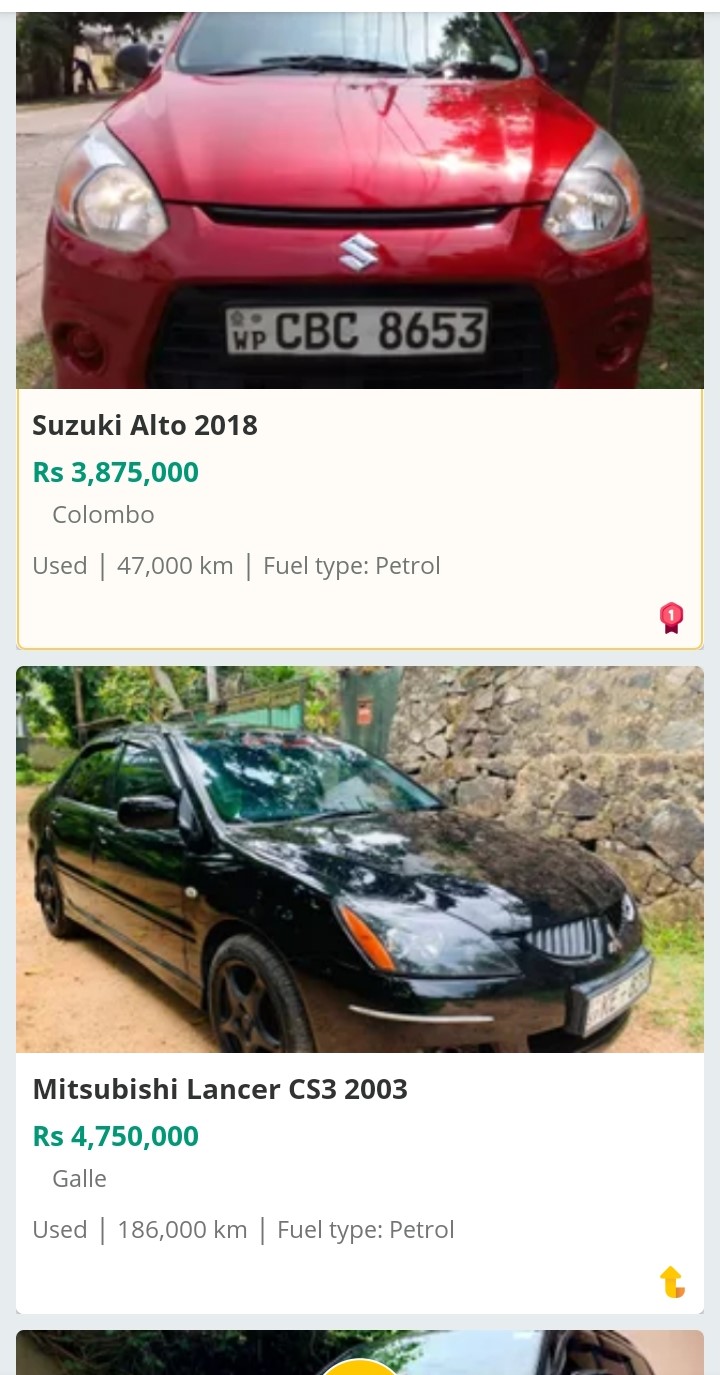 WP CBC 8653
Suzuki Alto 2018
Rs 3,875,000
Colombo
Used | 47,000 km | Fuel type: Petrol
1
Mitsubishi Lancer CS3 2003
Rs 4,750,000
Galle
Used | 186,000 km | Fuel type: Petrol